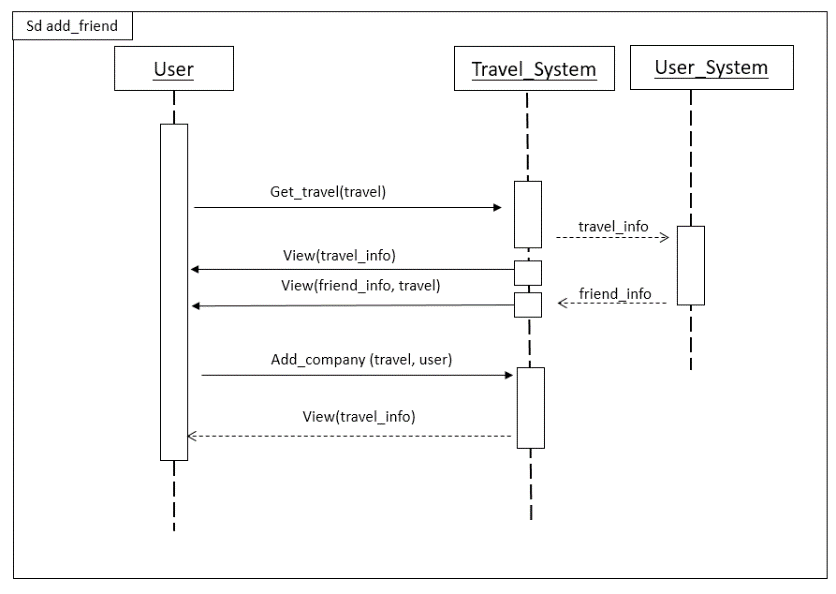 Sd add_friend
User
Travel_System
User_System
Get_travel(travel)
travel_info
View(travel_info)
View(friend_info, travel)
friend_info
Add_company (travel, user)
View(travel_info)